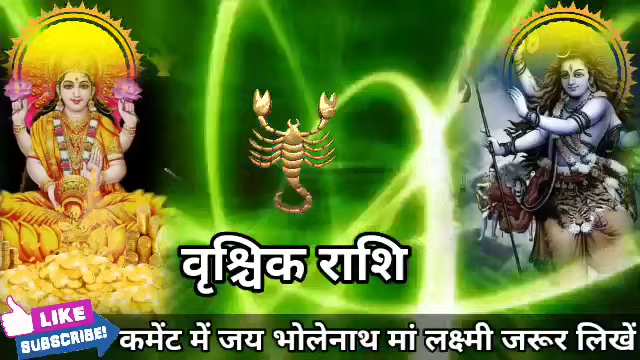 वृश्चिक राशि
LIKE
SUBSCRIBE!
कमेंट में जय भोलेनाथ मां लक्ष्मी जरूर लिखें